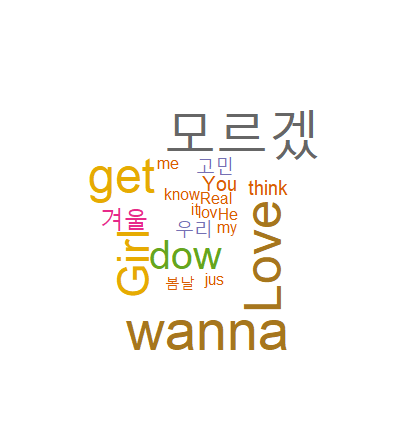 모르겠
get
me
고민
You
think
know
Real
it
lov
He
겨울
우리
my
Girl
Love
dow
봄날
jus
wanna